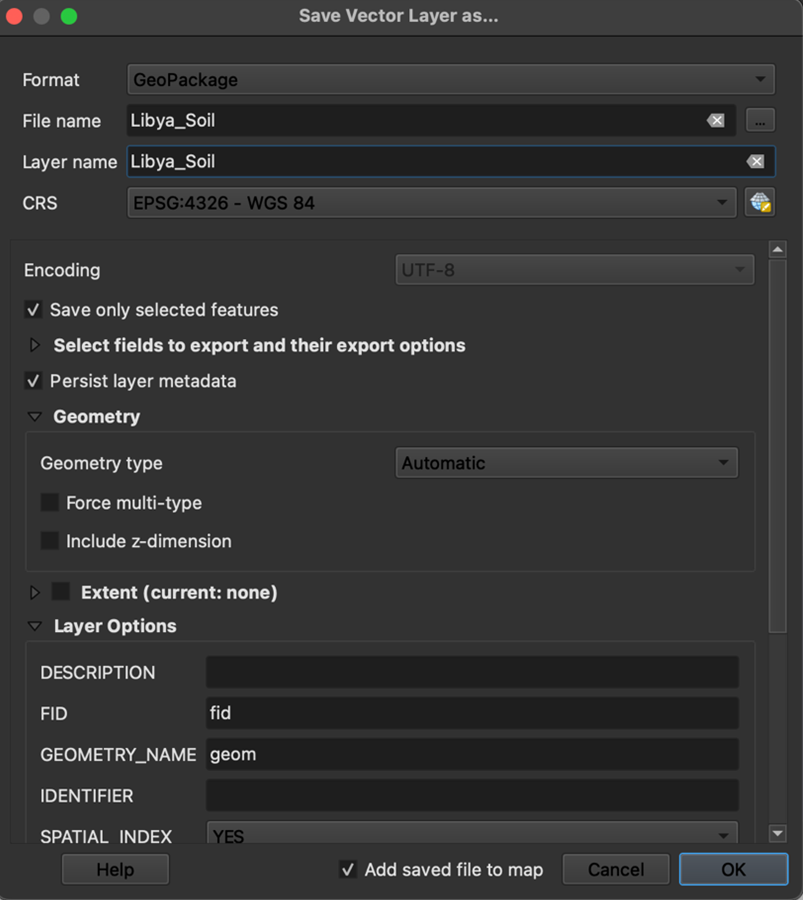 Save Vector Layer as...
Format GeoPackage
File name Libya_Soil ...
Layer name Libya_Soil
CRS EPSG:4326 - WGS 84
Encoding UTF-8
Save only selected features
Select fields to export and their export options
Persist layer metadata
Geometry
Geometry type Automatic
Force multi-type
Include z-dimension
Extent (current: none)
Layer Options
DESCRIPTION
FID fid
GEOMETRY_NAME geom
IDENTIFIER
SPATIAL_INDEX YES
Help Add saved file to map Cancel OK